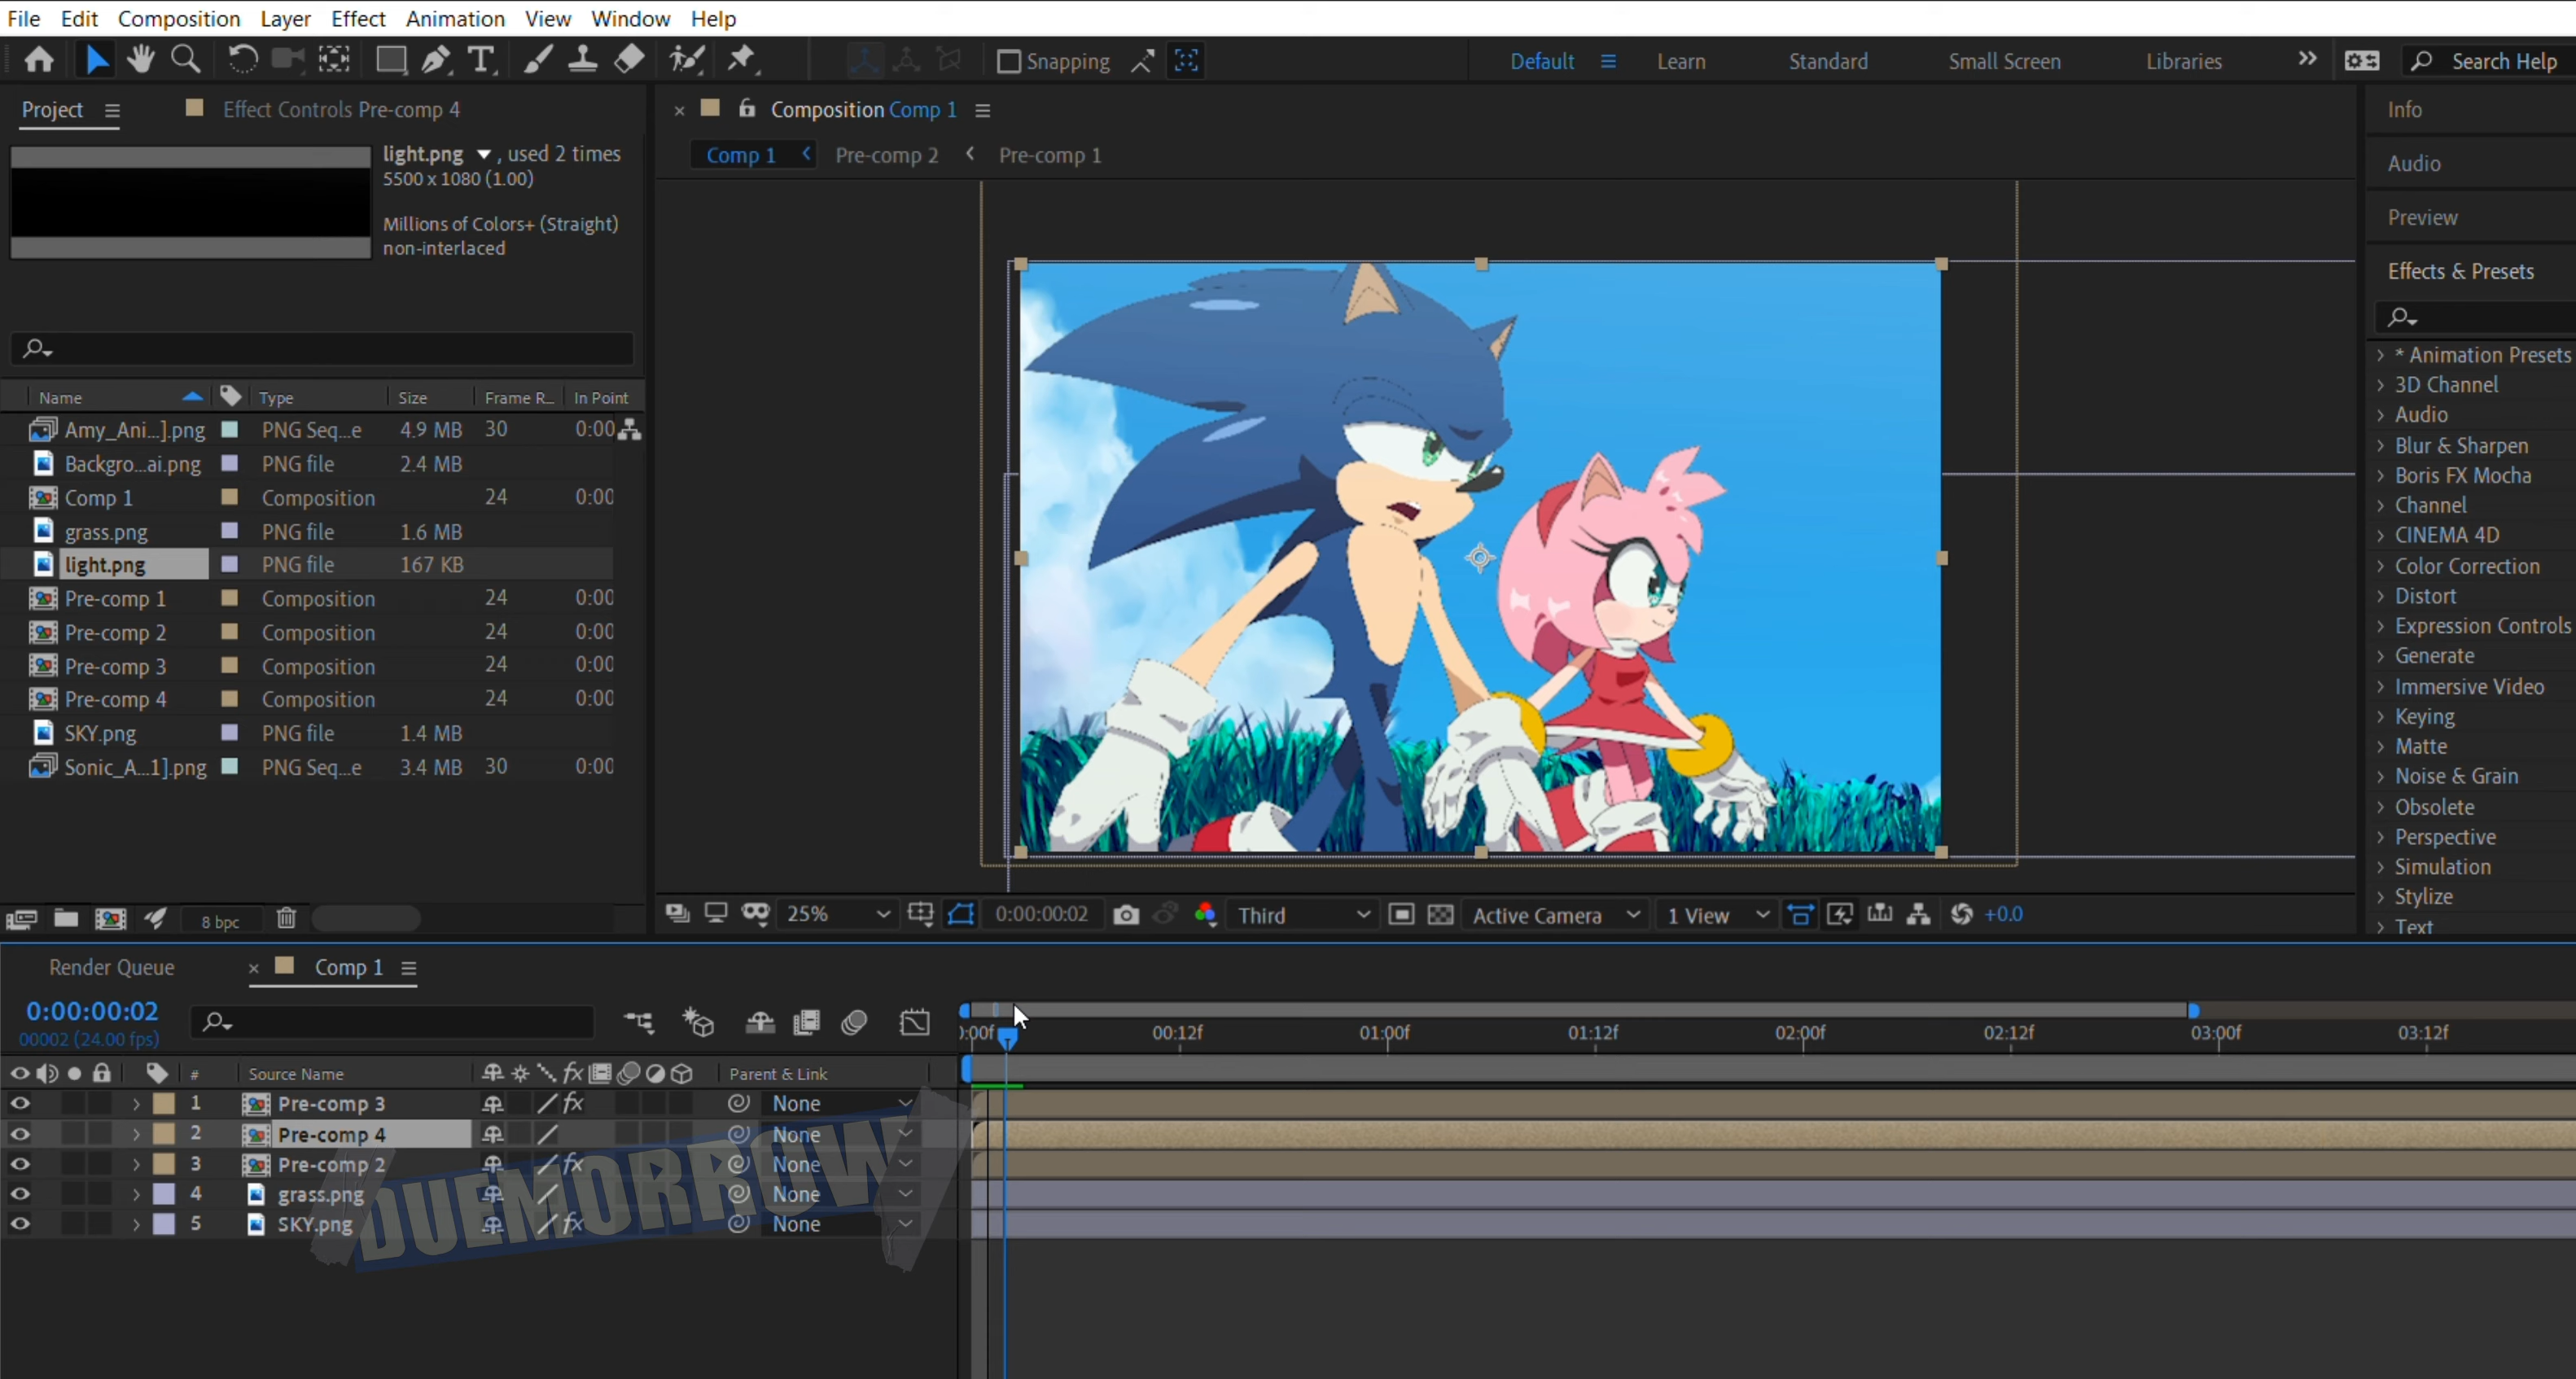 File Edit Composition Layer Effect Animation View Window Help
Snapping
Default Learn Standard Small Screen Libraries Search Help
Project Effect Controls Pre-comp 4
light.png , used 2 times
5500 x 1080 (1.00)
Millions of Colors+ (Straight)
non-interlaced
Name Type Size Frame R... In Point
Amy_Ani...].png PNG Seq...e 4.9 MB 30 0:00
Backgro...ai.png PNG file 2.4 MB
Comp 1 Composition 24 0:00
grass.png PNG file 1.6 MB
light.png PNG file 167 KB
Pre-comp 1 Composition 24 0:00
Pre-comp 2 Composition 24 0:00
Pre-comp 3 Composition 24 0:00
Pre-comp 4 Composition 24 0:00
SKY.png PNG file 1.4 MB
Sonic_A...1].png PNG Seq...e 3.4 MB 30 0:00
8 bpc
Composition Comp 1
Comp 1 Pre-comp 2 Pre-comp 1
25% 0:00:00:02 Third Active Camera 1 View +0.0
Info
Audio
Preview
Effects & Presets
* Animation Presets
3D Channel
Audio
Blur & Sharpen
Boris FX Mocha
Channel
CINEMA 4D
Color Correction
Distort
Expression Controls
Generate
Immersive Video
Keying
Matte
Noise & Grain
Obsolete
Perspective
Simulation
Stylize
Text
Render Queue Comp 1
0:00:00:02
00002 (24.00 fps)
):00f 00:12f 01:00f 01:12f 02:00f 02:12f 03:00f 03:12f
# Source Name fx Parent & Link
1 Pre-comp 3 fx None
2 Pre-comp 4 None
3 Pre-comp 2 fx None
4 grass.png None
5 SKY.png fx None
DUEMORROW